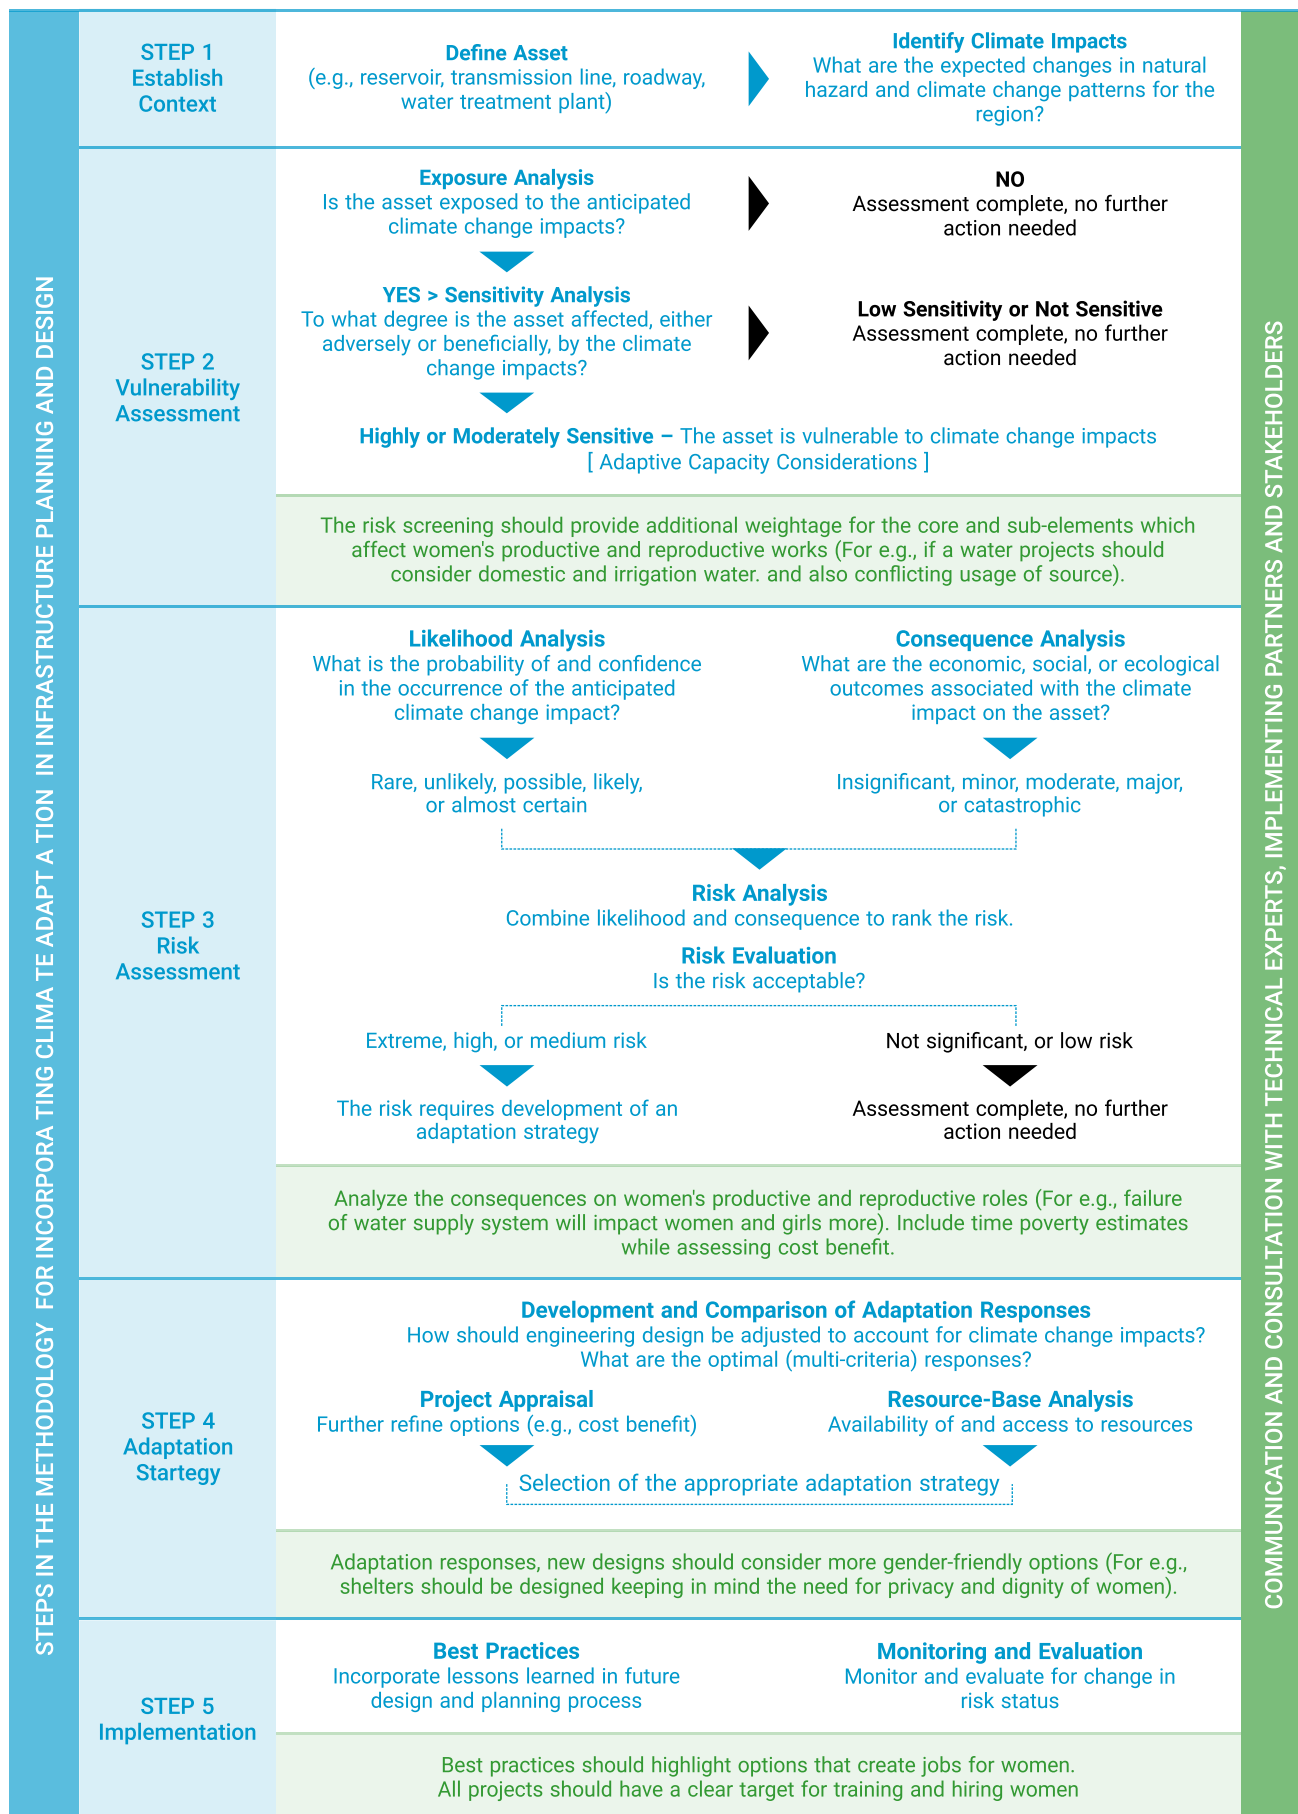 STEPS IN THE METHODOLOGY FOR INCORPORA TING CLIMA TE ADAPT A TION IN INFRASTRUCTURE PLANNING AND DESIGN
STEP 1
Establish
Context
Define Asset
(e.g., reservoir, transmission line, roadway,
water treatment plant)
Identify Climate Impacts
What are the expected changes in natural
hazard and climate change patterns for the
region?
STEP 2
Vulnerability
Assessment
Exposure Analysis
Is the asset exposed to the anticipated
climate change impacts?
NO
Assessment complete, no further
action needed
YES > Sensitivity Analysis
To what degree is the asset affected, either
adversely or beneficially, by the climate
change impacts?
Low Sensitivity or Not Sensitive
Assessment complete, no further
action needed
Highly or Moderately Sensitive – The asset is vulnerable to climate change impacts
[ Adaptive Capacity Considerations ]
The risk screening should provide additional weightage for the core and sub-elements which
affect women's productive and reproductive works (For e.g., if a water projects should
consider domestic and irrigation water. and also conflicting usage of source).
STEP 3
Risk
Assessment
Likelihood Analysis
What is the probability of and confidence
in the occurrence of the anticipated
climate change impact?
Consequence Analysis
What are the economic, social, or ecological
outcomes associated with the climate
impact on the asset?
Rare, unlikely, possible, likely,
or almost certain
Insignificant, minor, moderate, major,
or catastrophic
Risk Analysis
Combine likelihood and consequence to rank the risk.
Risk Evaluation
Is the risk acceptable?
Extreme, high, or medium risk
Not significant, or low risk
The risk requires development of an
adaptation strategy
Assessment complete, no further
action needed
Analyze the consequences on women's productive and reproductive roles (For e.g., failure
of water supply system will impact women and girls more). Include time poverty estimates
while assessing cost benefit.
STEP 4
Adaptation
Startegy
Development and Comparison of Adaptation Responses
How should engineering design be adjusted to account for climate change impacts?
What are the optimal (multi-criteria) responses?
Project Appraisal
Further refine options (e.g., cost benefit)
Resource-Base Analysis
Availability of and access to resources
Selection of the appropriate adaptation strategy
Adaptation responses, new designs should consider more gender-friendly options (For e.g.,
shelters should be designed keeping in mind the need for privacy and dignity of women).
STEP 5
Implementation
Best Practices
Incorporate lessons learned in future
design and planning process
Monitoring and Evaluation
Monitor and evaluate for change in
risk status
Best practices should highlight options that create jobs for women.
All projects should have a clear target for training and hiring women
COMMUNICATION AND CONSULTATION WITH TECHNICAL EXPERTS, IMPLEMENTING PARTNERS AND STAKEHOLDERS